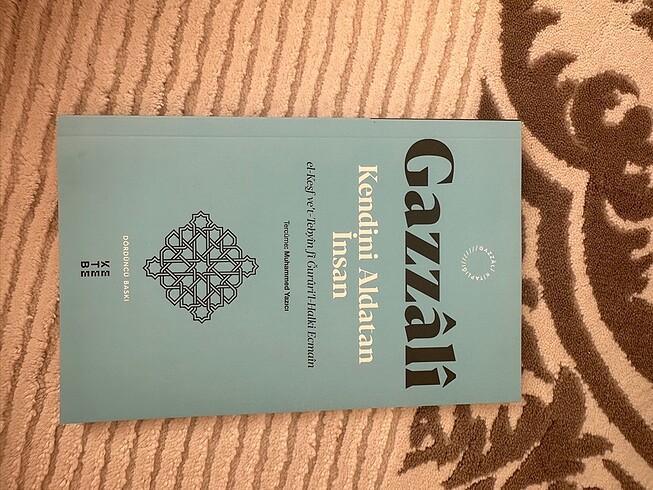 GAZZÂLÎ KİTAPLIĞI
Gazzâlî
Kendini Aldatan
İnsan
el-Keşf ve't-Tebyîn fî Ğurûri'l-Halki Ecmaîn
Tercüme: Muhammed Yazıcı
DÖRDÜNCÜ BASKI
KE
TE
BE